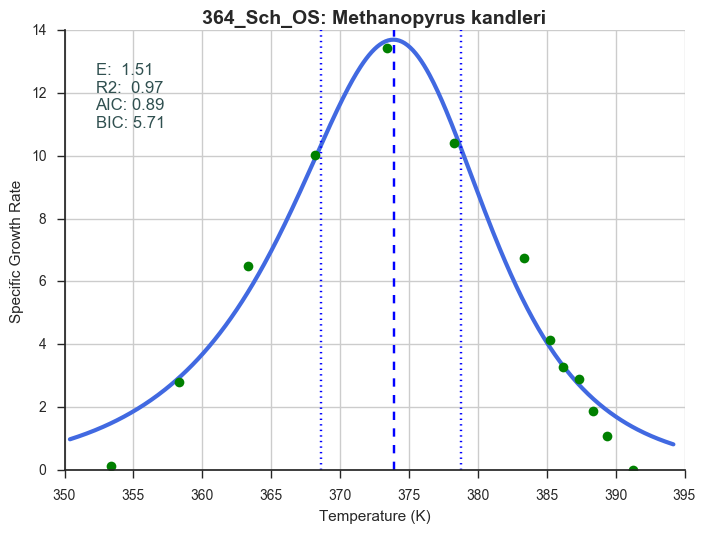 364_Sch_OS: Methanopyrus kandleri
E:  1.51
R2:  0.97
AIC: 0.89
BIC: 5.71
Specific Growth Rate
14
12
10
8
6
4
2
0
350 355 360 365 370 375 380 385 390 395
Temperature (K)